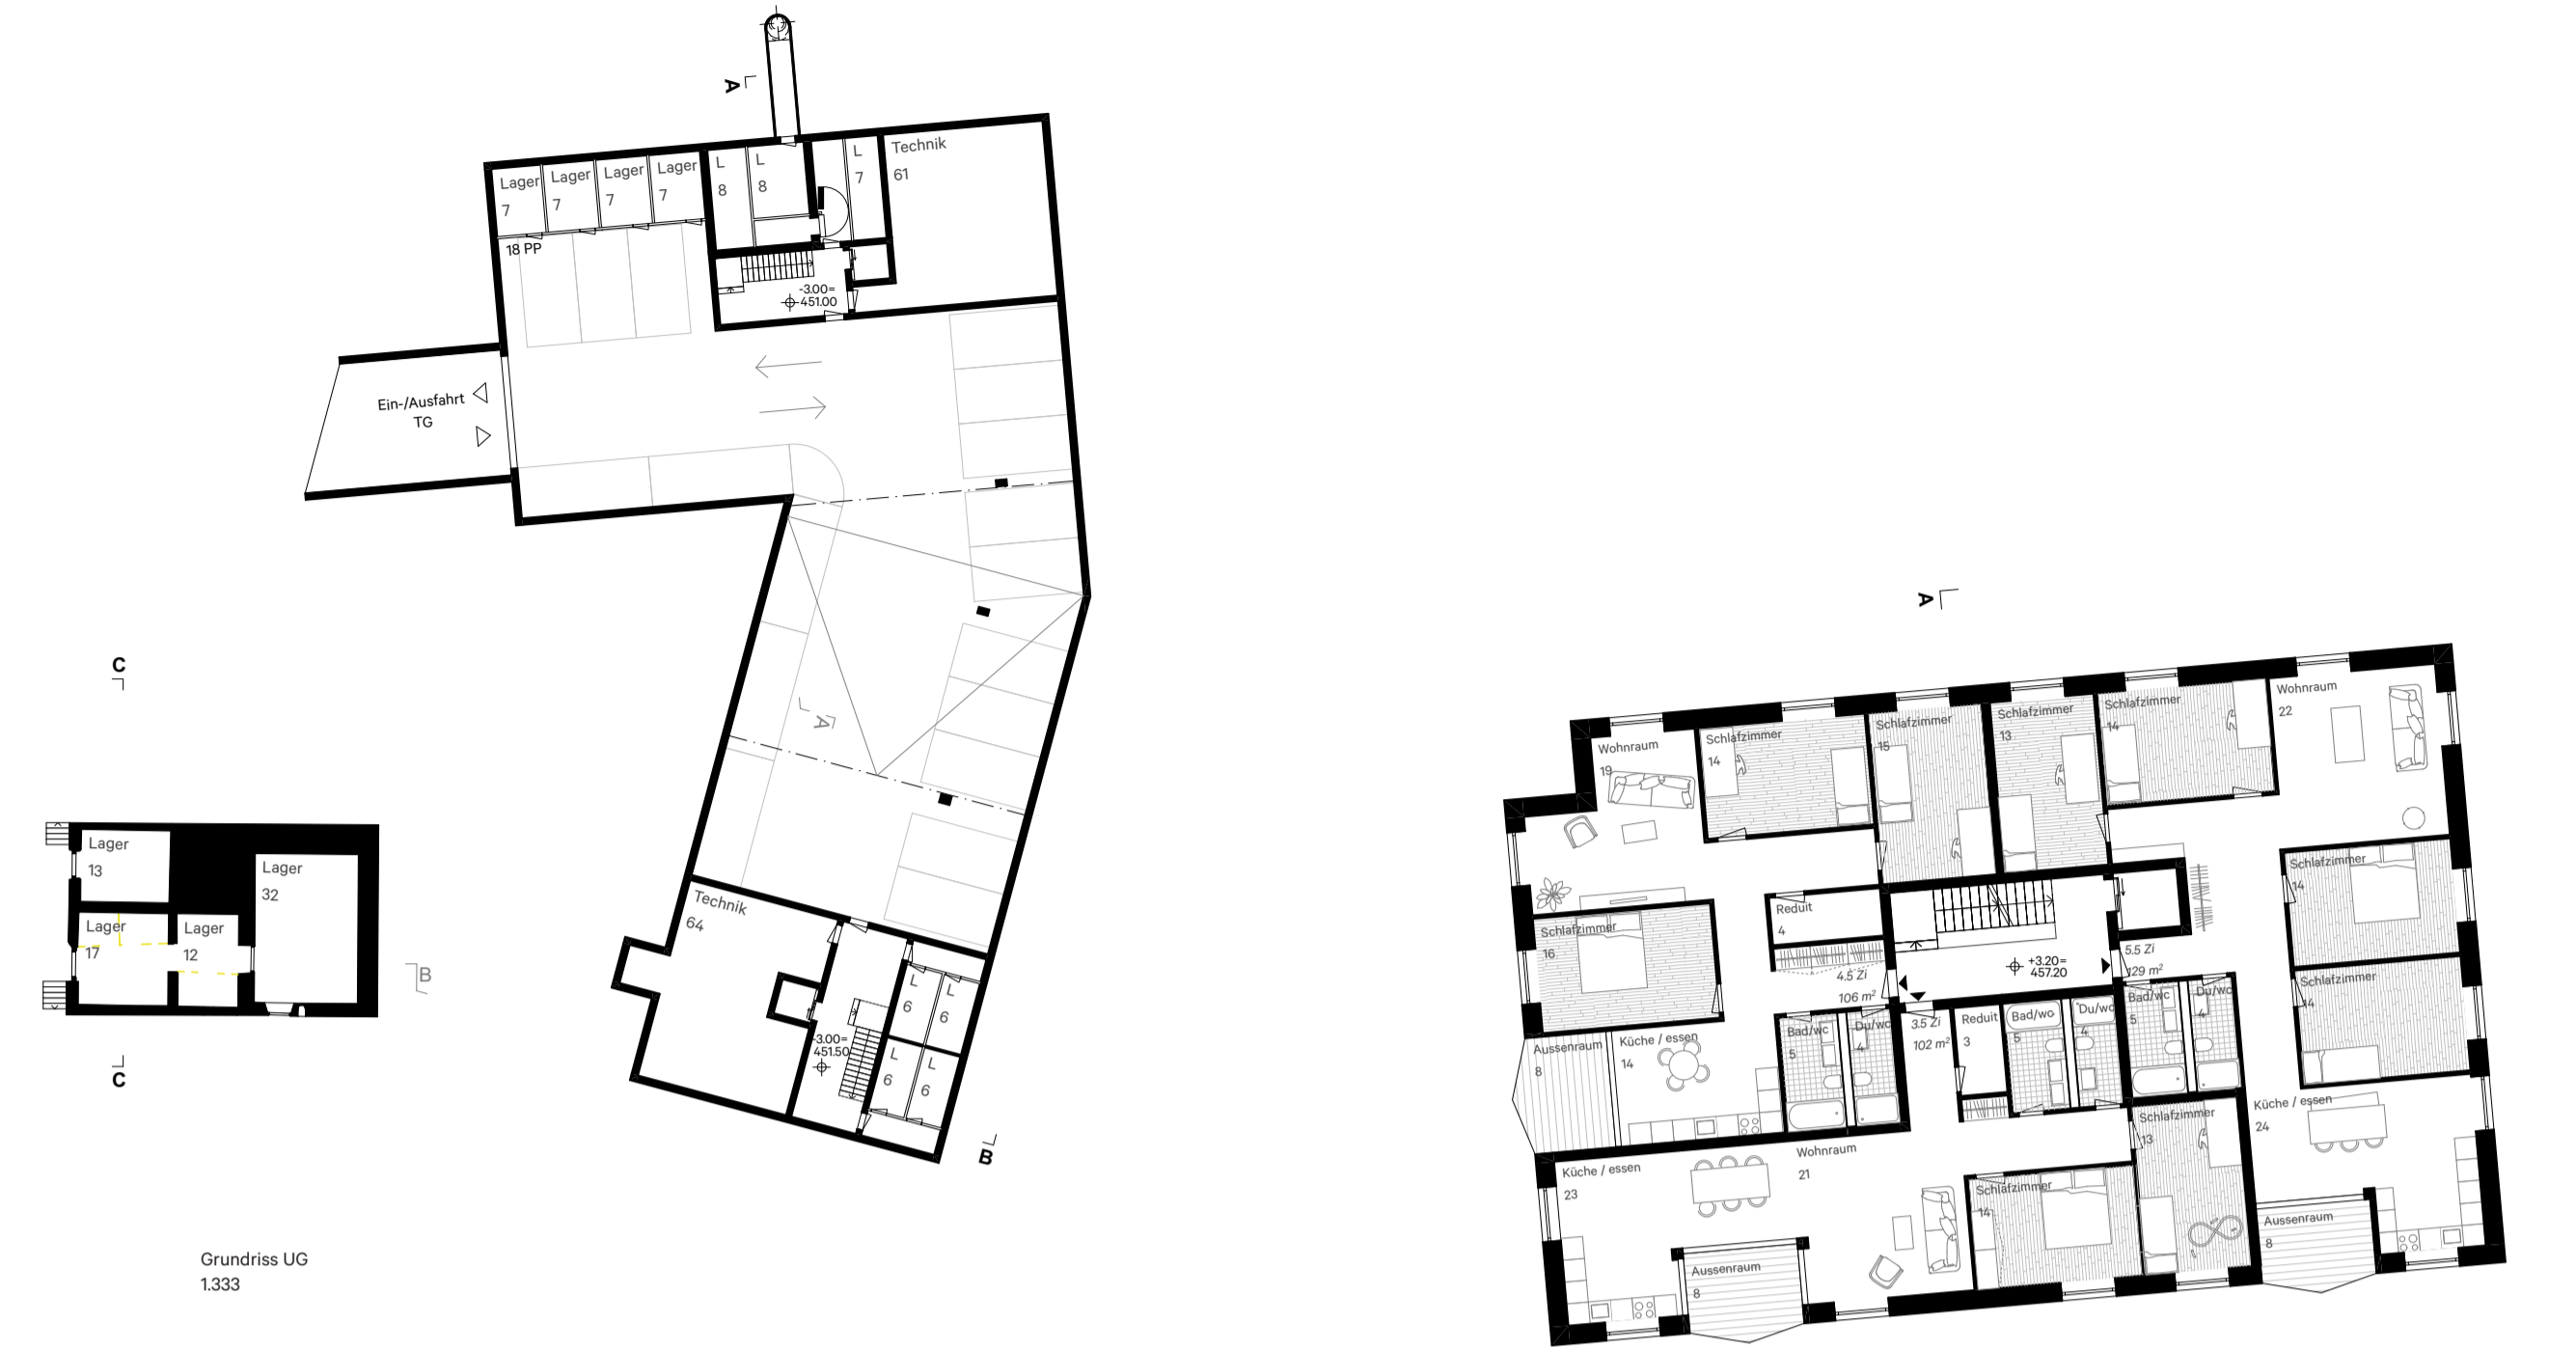 A
Lager
7
Lager
7
Lager
7
Lager
7
L
8
L
8
L
7
Technik
61
18 PP
-3.00=
451.00
Ein-/Ausfahrt
TG
A
Technik
64
-3.00=
451.50
L
6
L
6
L
6
L
6
B
C
Lager
13
Lager
32
Lager
17
Lager
12
B
C
Grundriss UG
1.333
A
Wohnraum
19
Schlafzimmer
14
Schlafzimmer
15
Schlafzimmer
13
Schlafzimmer
14
Wohnraum
22
Schlafzimmer
14
Schlafzimmer
14
Schlafzimmer
16
Reduit
4
4.5 Zi
106 m²
+3.20=
457.20
5.5 Zi
129 m²
Aussenraum
8
Küche / essen
14
Bad/wc
5
Du/wc
4
3.5 Zi
102 m²
Reduit
3
Bad/wc
5
Du/wc
4
Bad/wc
5
Du/wc
4
Küche / essen
24
Küche / essen
23
Wohnraum
21
Schlafzimmer
14
Schlafzimmer
13
Aussenraum
8
Aussenraum
8